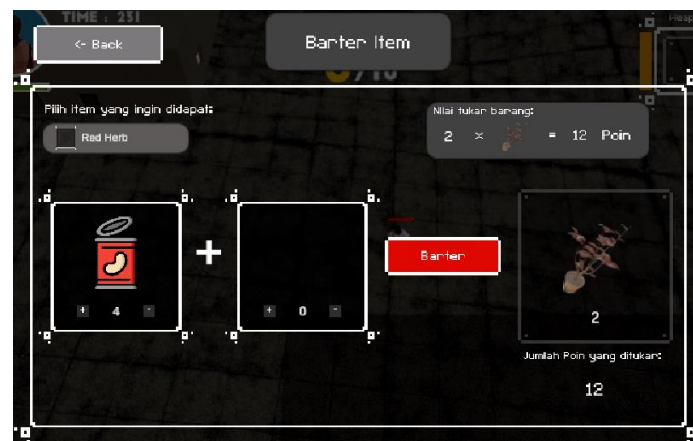 TIME : 231
<- Back
Barter Item
Pilih item yang ingin didapat:
Red Herb
Nilai tukar barang:
2 × = 12 Poin
+
+ 4 -
+ 0 -
Barter
2
Jumlah Poin yang ditukar:
12